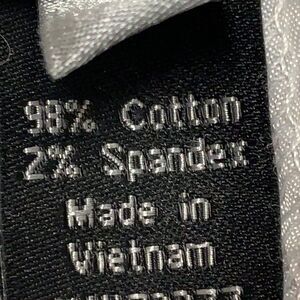 98% Cotton
2% Spandex
Made in
Vietnam